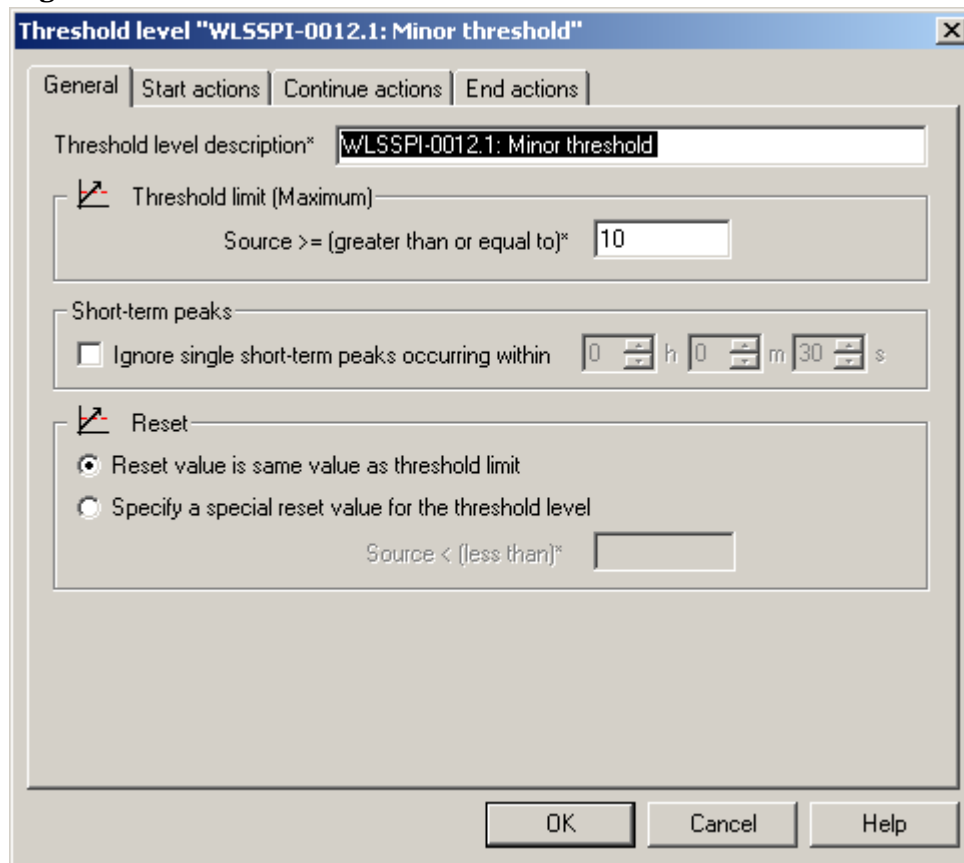 Threshold level "WLSSPI-0012.1: Minor threshold"
General Start actions Continue actions End actions
Threshold level description* WLSSPI-0012.1: Minor threshold
Threshold limit (Maximum)
Source >= (greater than or equal to)* 10
Short-term peaks
Ignore single short-term peaks occurring within 0 h 0 m 30 s
Reset
Reset value is same value as threshold limit
Specify a special reset value for the threshold level
Source < (less than)*
OK Cancel Help